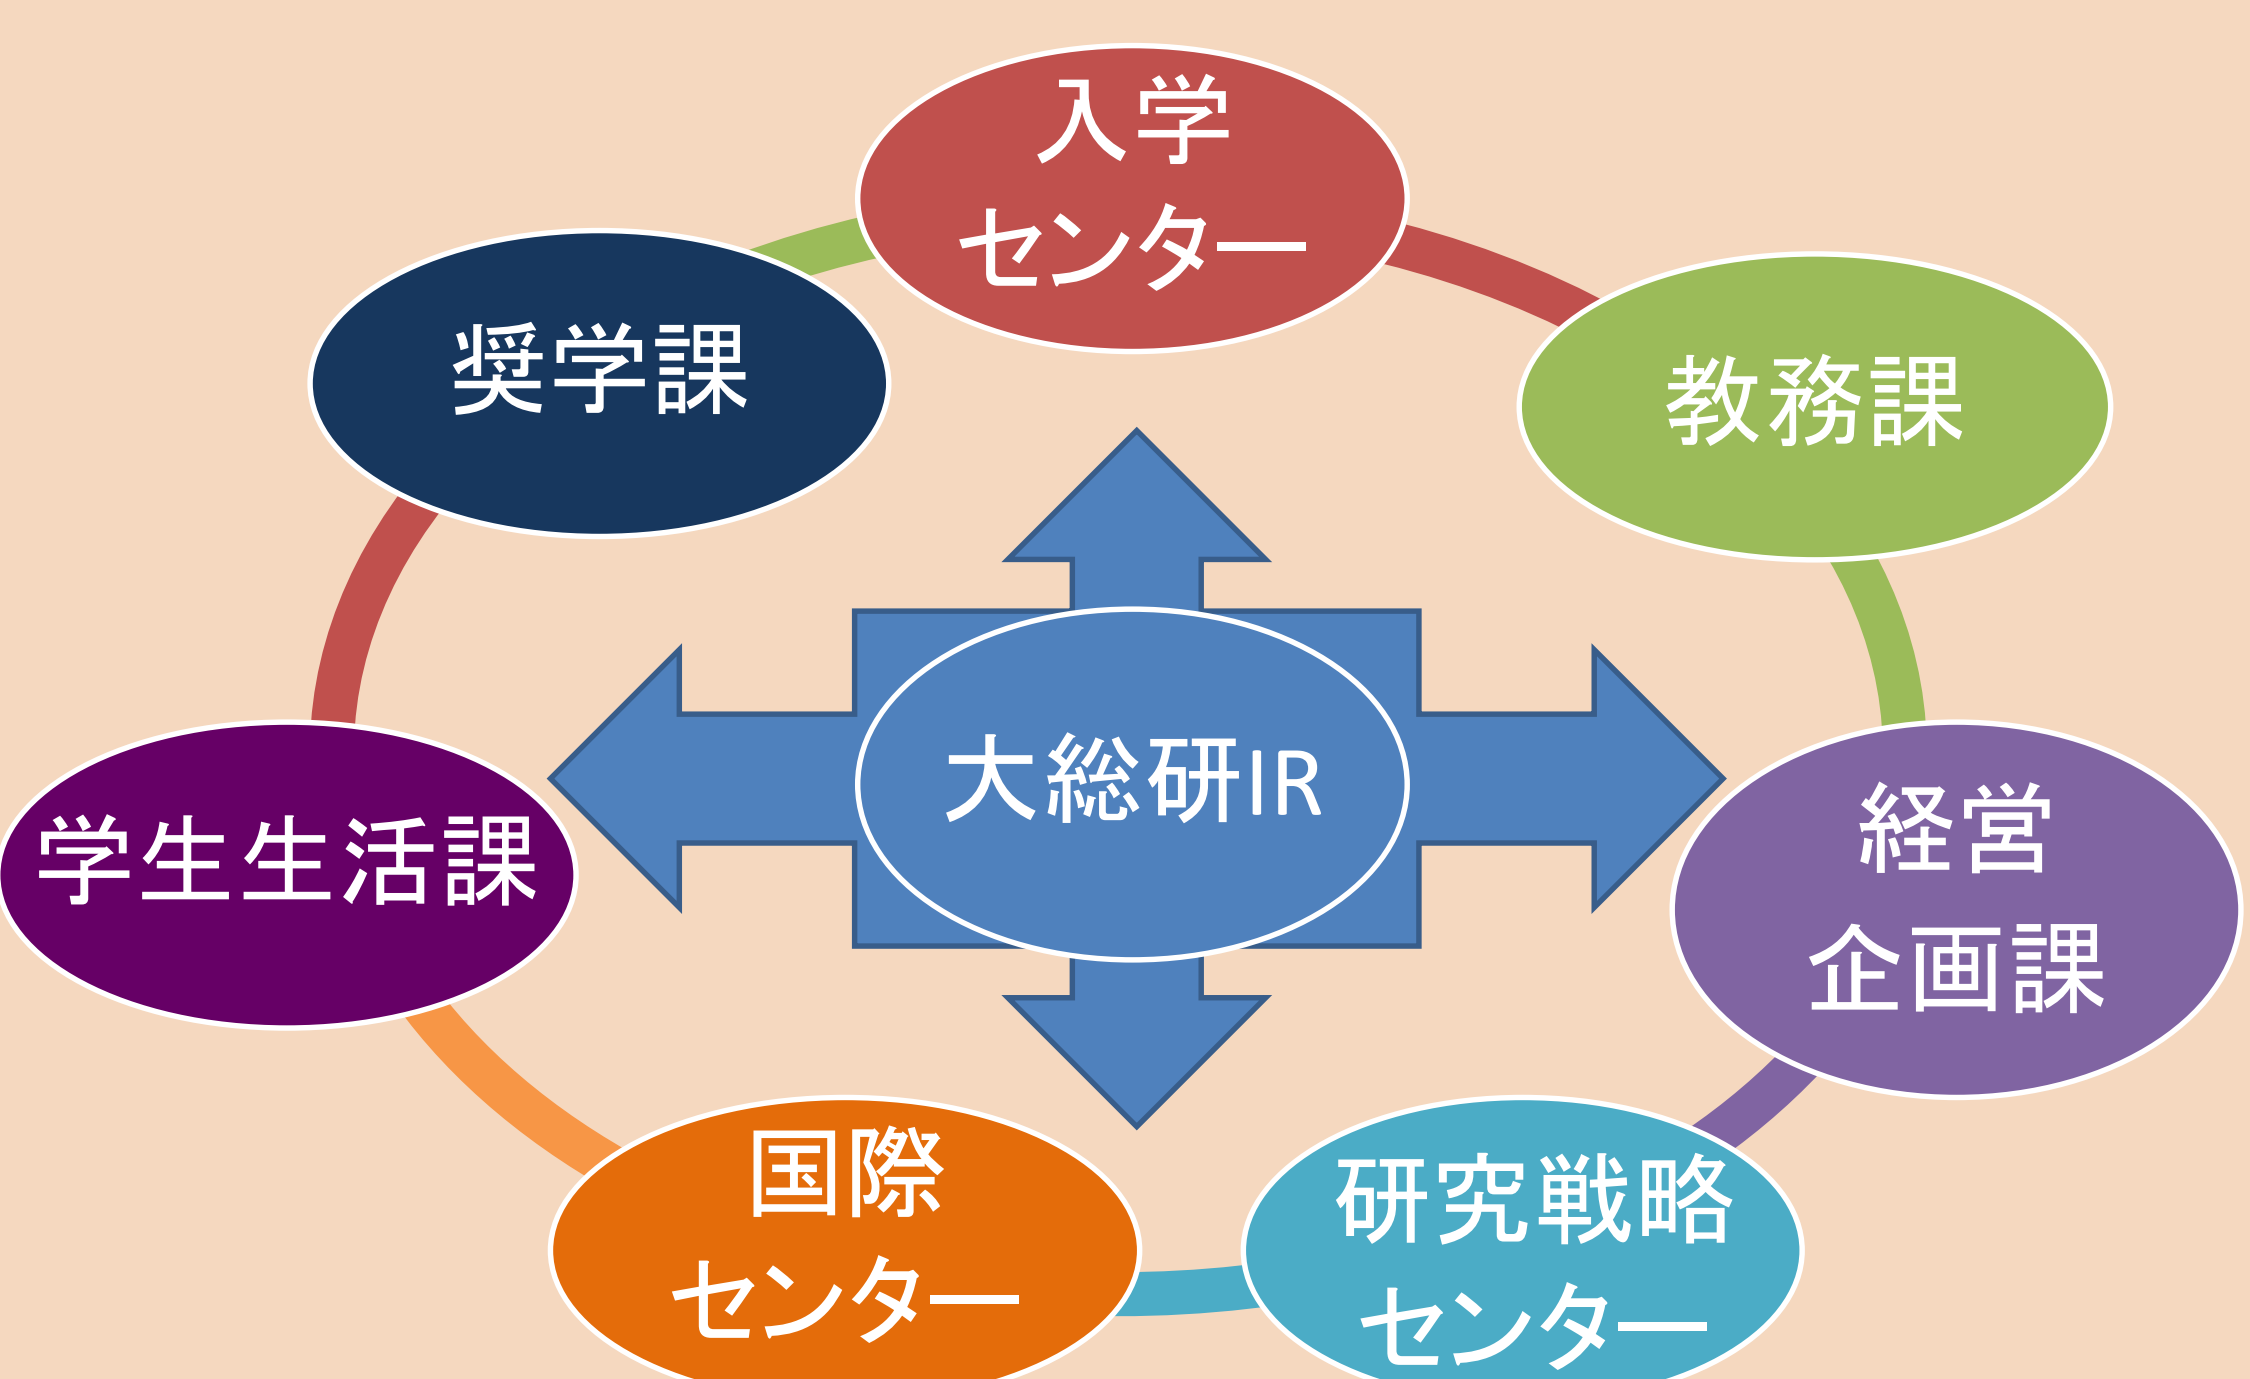 入学
センター
奨学課
教務課
大総研IR
学生生活課
経営
企画課
国際
センター
研究戦略
センター